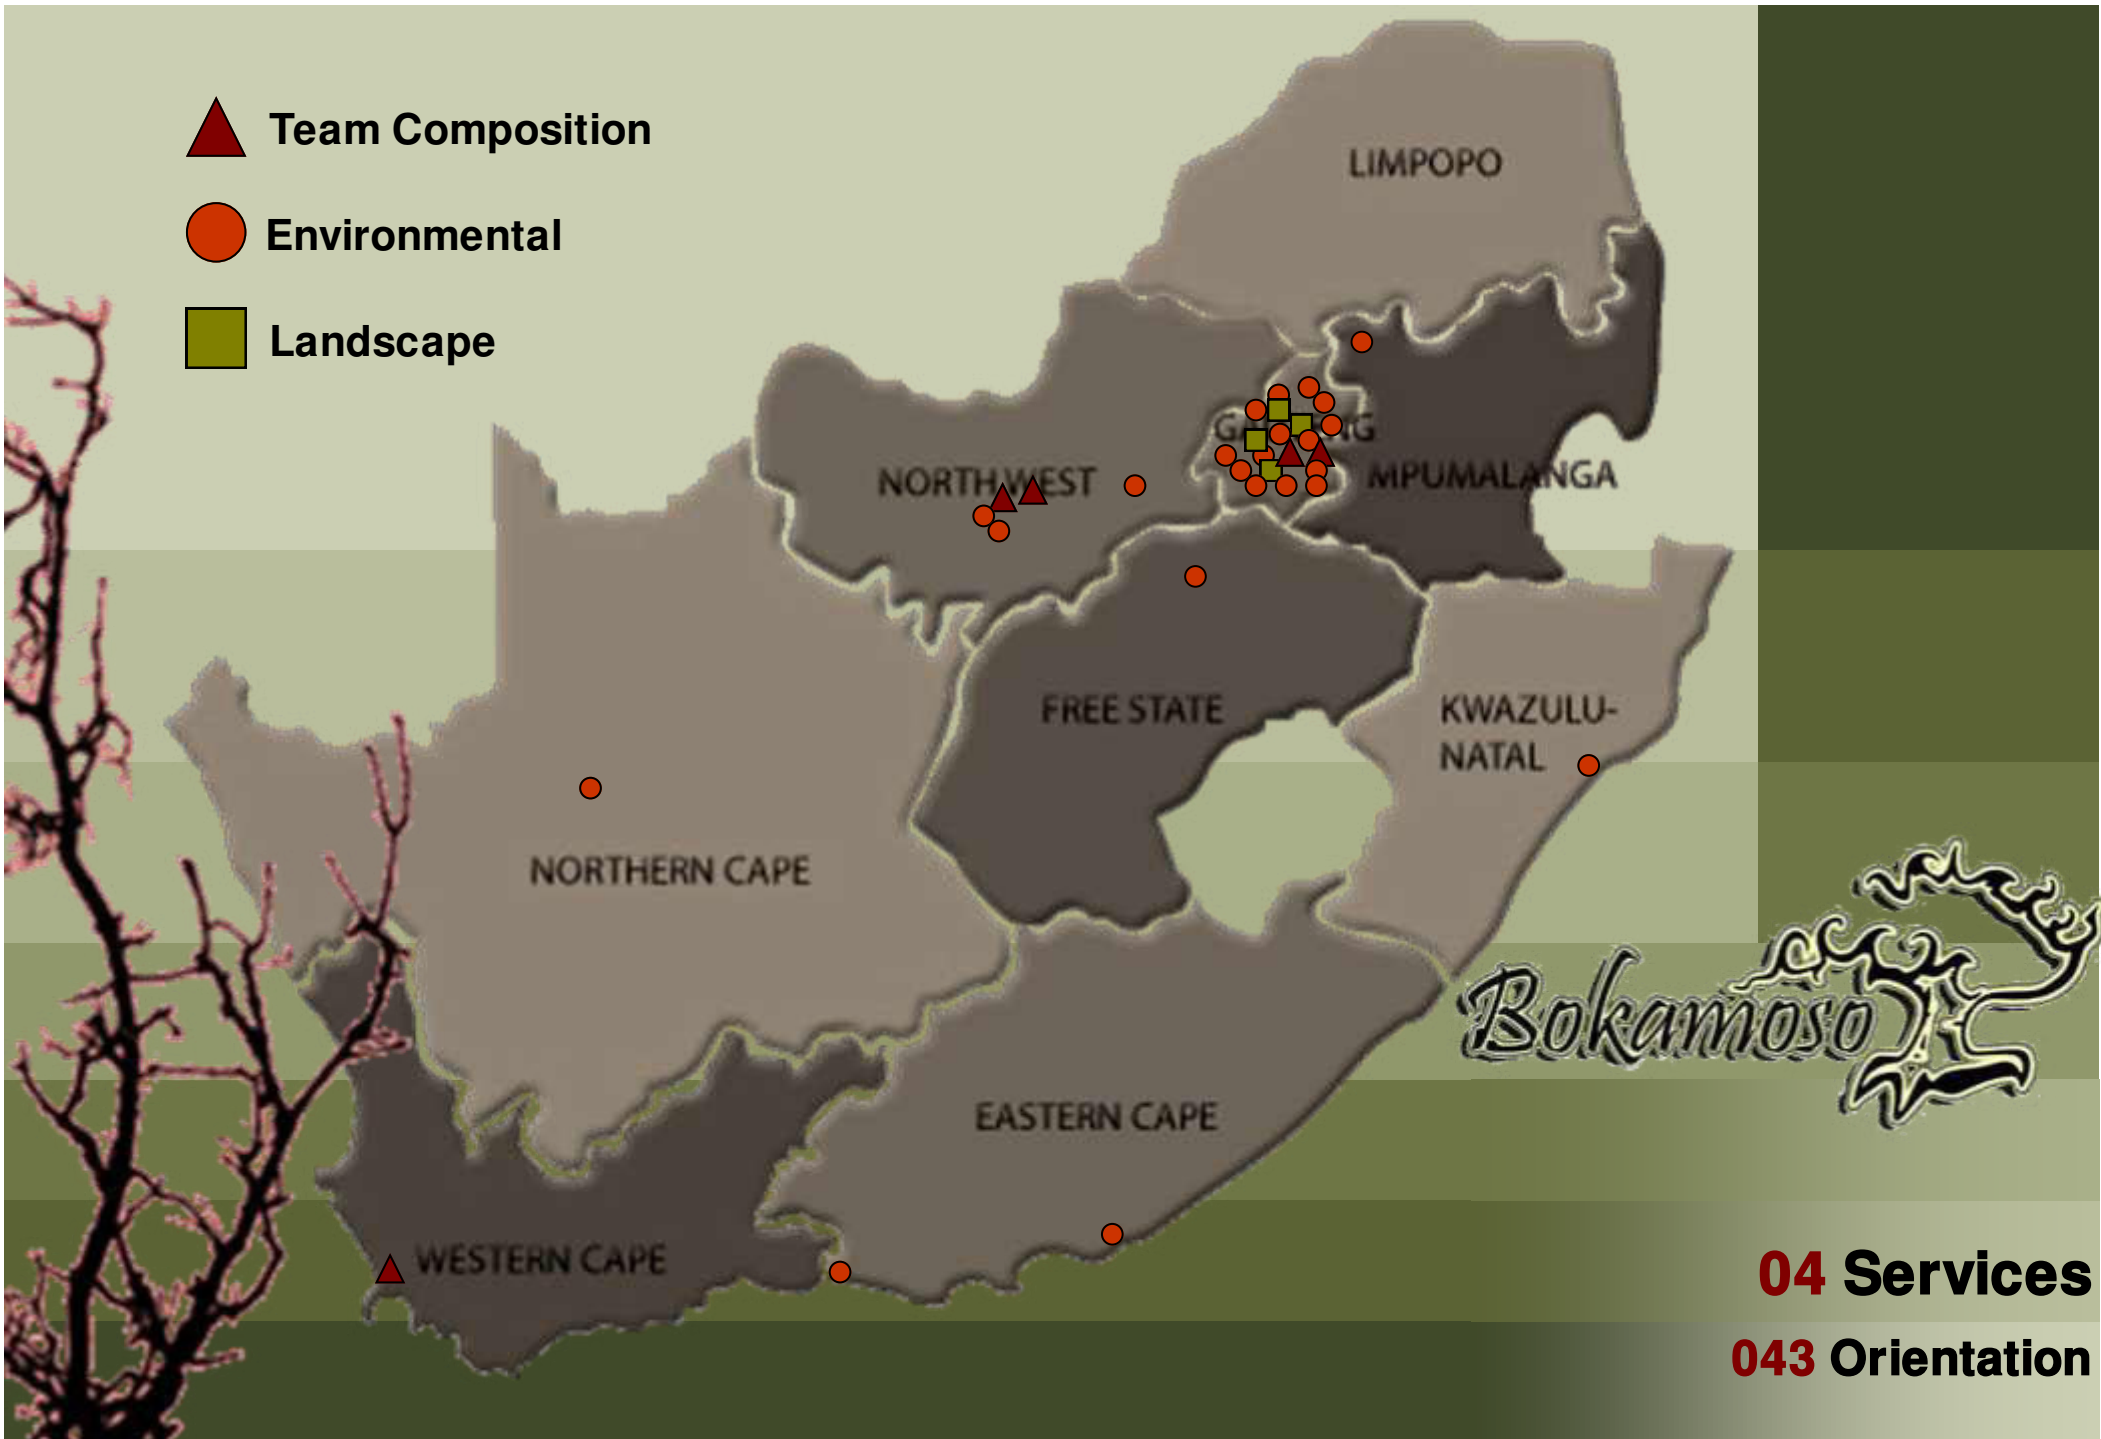 Team Composition
Environmental
Landscape
LIMPOPO
NORTH WEST
MPUMALANGA
FREE STATE
KWAZULU-
NATAL
NORTHERN CAPE
EASTERN CAPE
WESTERN CAPE
Bokamoso
04 Services
043 Orientation